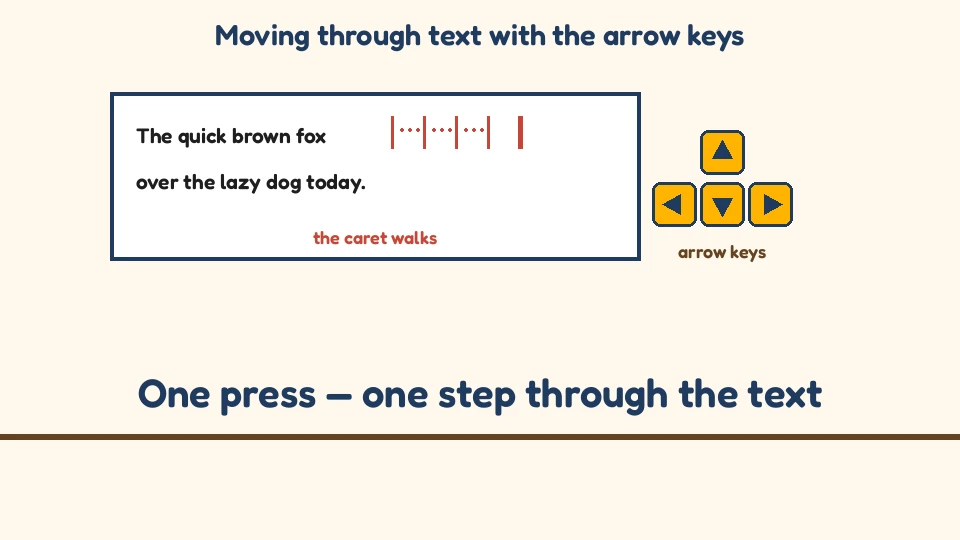 Moving through text with the arrow keys
The quick brown fox
over the lazy dog today.
the caret walks
arrow keys
One press — one step through the text